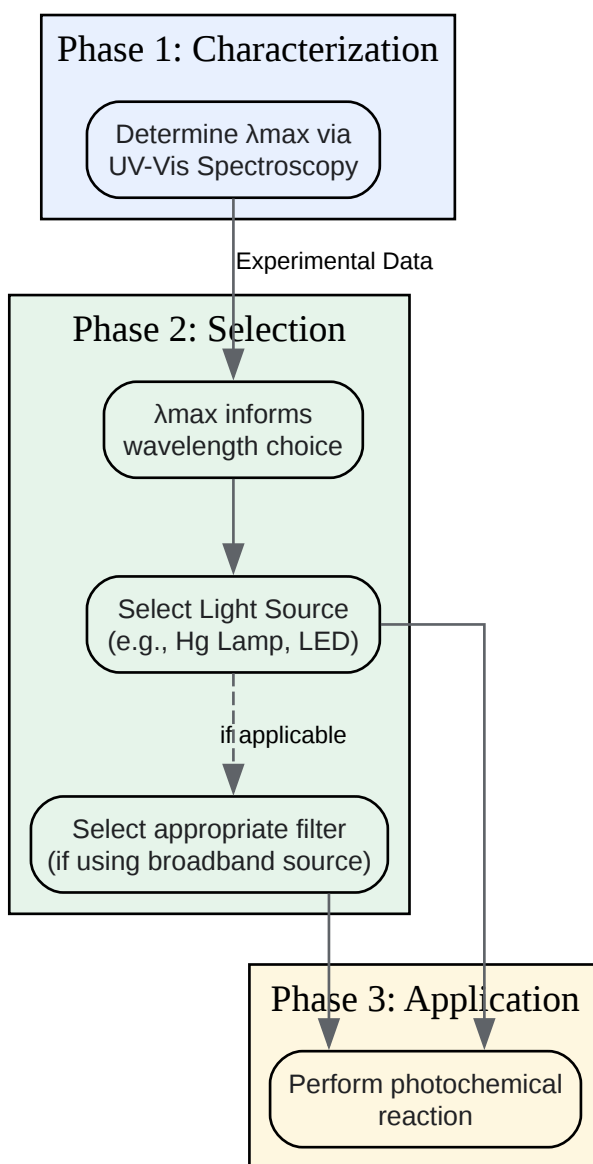 Phase 1: Characterization
Determine λmax via
UV-Vis Spectroscopy
Experimental Data
Phase 2: Selection
λmax informs
wavelength choice
Select Light Source
(e.g., Hg Lamp, LED)
if applicable
Select appropriate filter
(if using broadband source)
Phase 3: Application
Perform photochemical
reaction